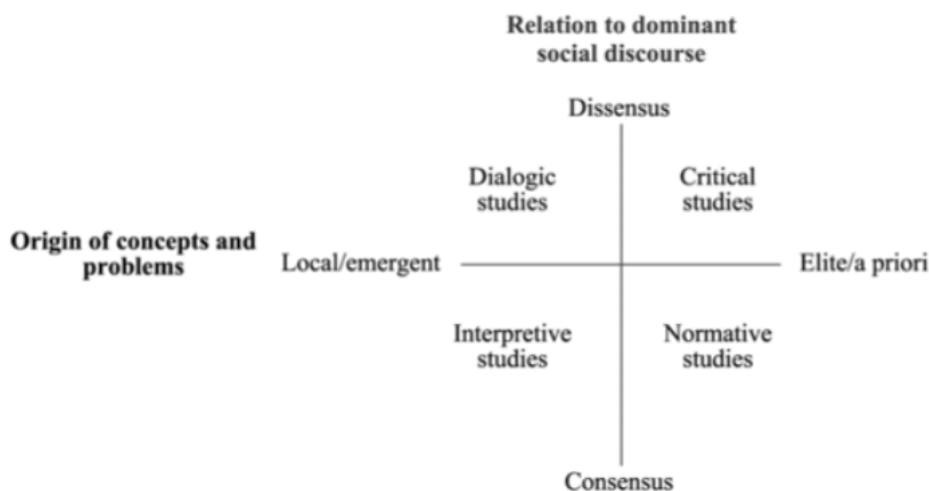 Relation to dominant
social discourse
Dissensus
Dialogic
studies
Critical
studies
Origin of concepts and
problems
Local/emergent
Elite/a priori
Interpretive
studies
Normative
studies
Consensus